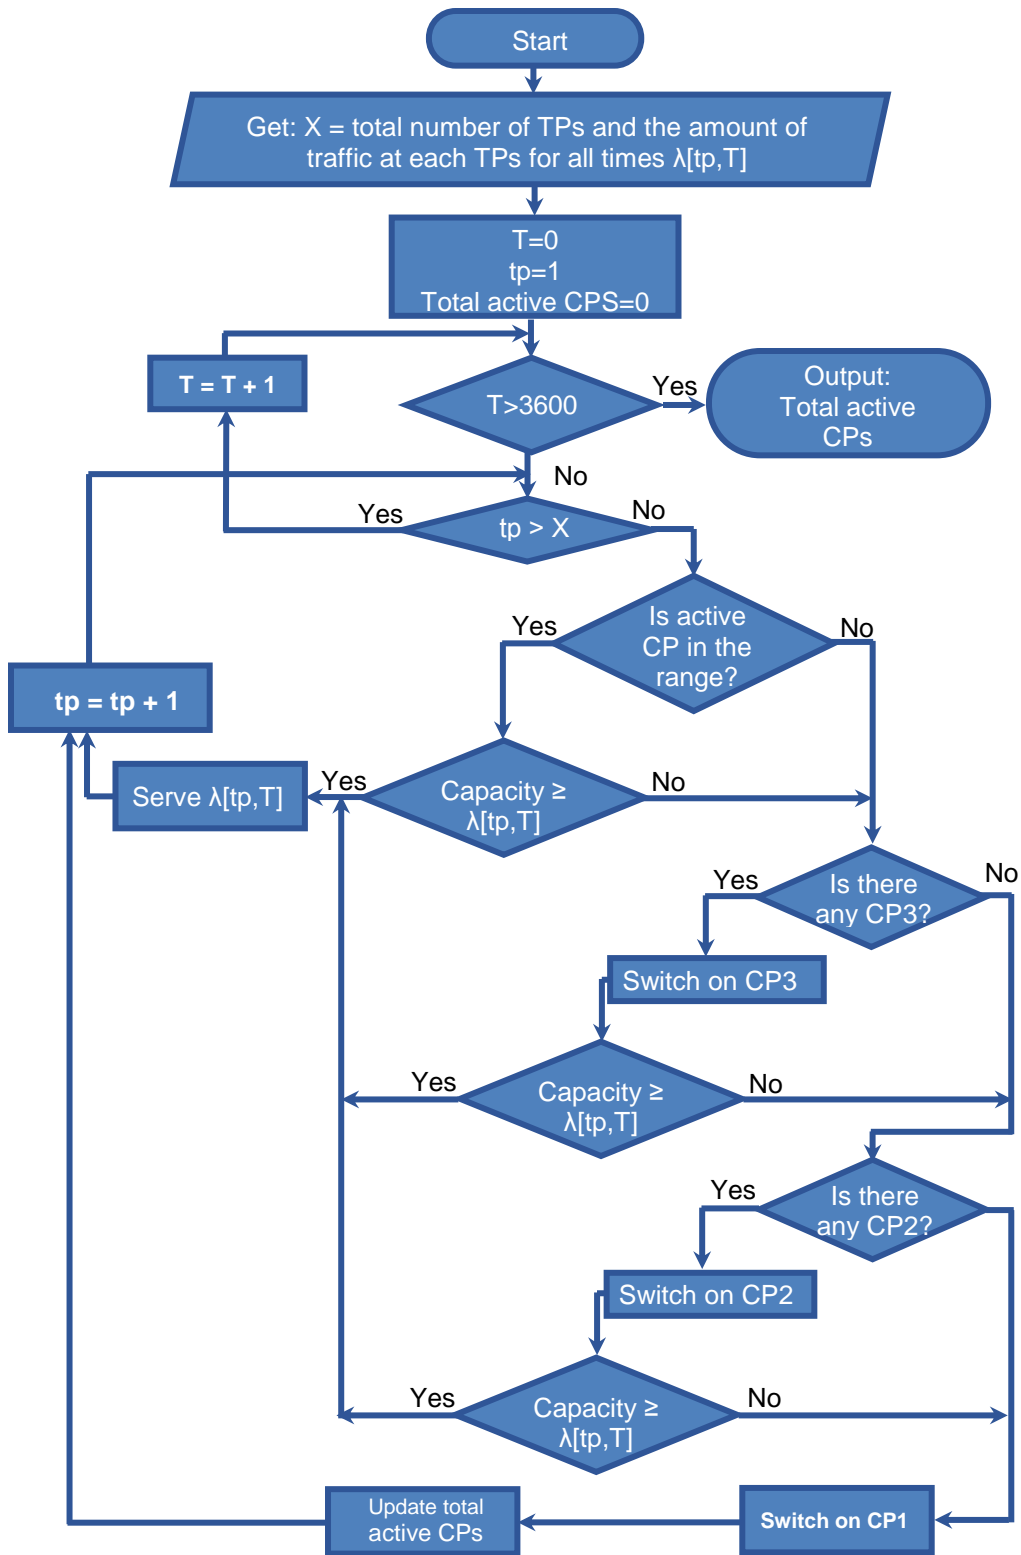 Start
Get: X = total number of TPs and the amount of
traffic at each TPs for all times λ[tp,T]
T=0
tp=1
Total active CPS=0
T = T + 1
T>3600
Yes
Output:
Total active
CPs
No
Yes
tp > X
No
Is active
CP in the
range?
Yes
No
tp = tp + 1
Serve λ[tp,T]
Yes
Capacity ≥
λ[tp,T]
No
Is there
any CP3?
Yes
No
Switch on CP3
Yes
Capacity ≥
λ[tp,T]
No
Is there
any CP2?
Yes
Switch on CP2
Yes
Capacity ≥
λ[tp,T]
No
Update total
active CPs
Switch on CP1